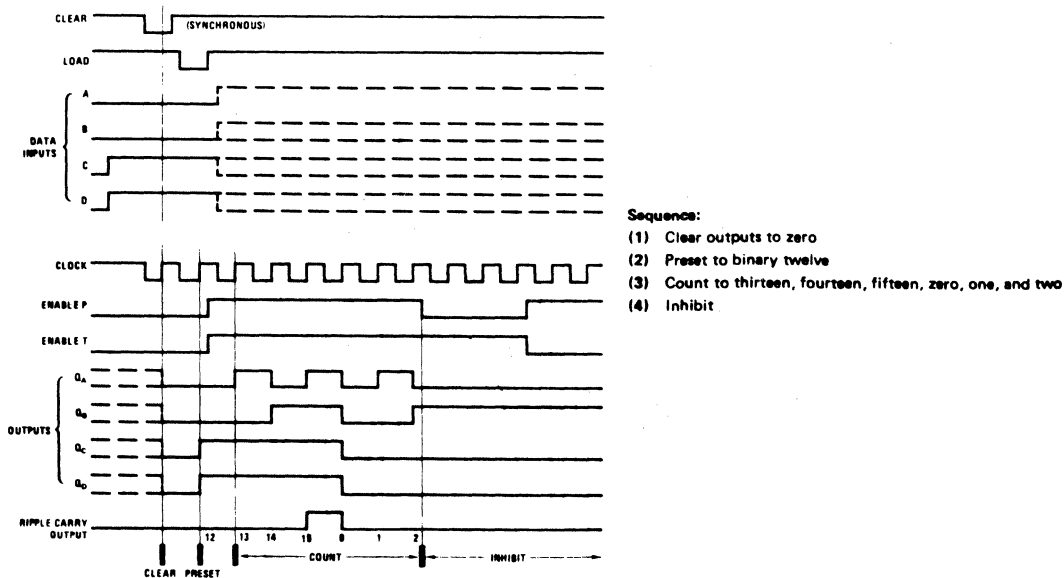 CLEAR
(SYNCHRONOUS)
LOAD
A
B
DATA
INPUTS
C
D
Sequence:
(1) Clear outputs to zero
(2) Preset to binary twelve
(3) Count to thirteen, fourteen, fifteen, zero, one, and two
(4) Inhibit
CLOCK
ENABLE P
ENABLE T
QA
QB
OUTPUTS
QC
QD
RIPPLE CARRY
OUTPUT
12 13 14 15 0 1 2
COUNT INHIBIT
CLEAR PRESET